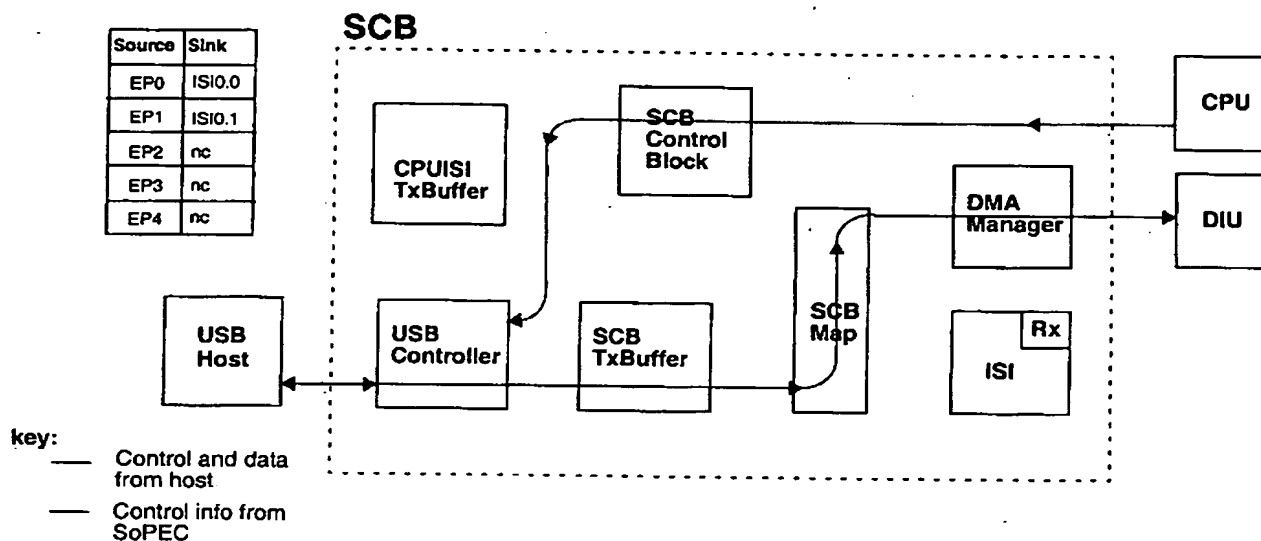 SCB
Source Sink
EP0 ISI0.0
EP1 ISI0.1
EP2 nc
EP3 nc
EP4 nc
CPUISI
TxBuffer
SCB
Control
Block
CPU
DMA
Manager
DIU
USB
Host
USB
Controller
SCB
TxBuffer
SCB
Map
Rx
ISI
key:
Control and data
from host
Control info from
SoPEC